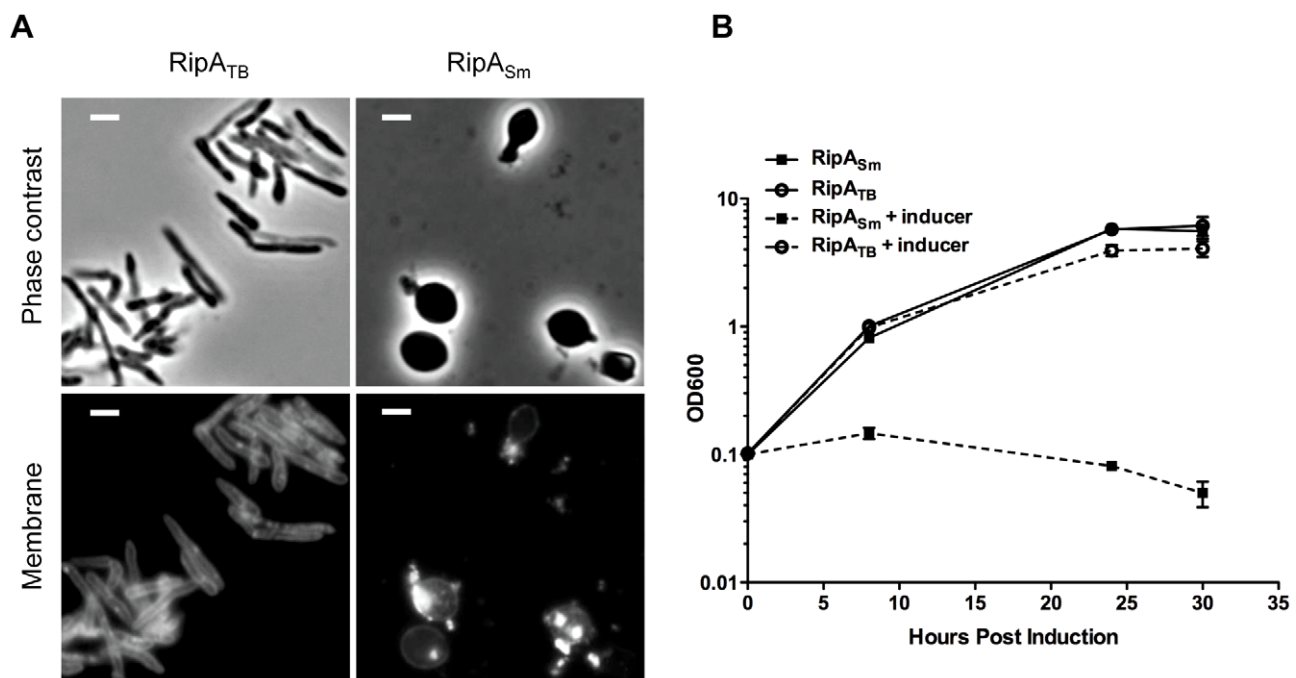 A
RipATB
RipASm
Phase contrast
Membrane
B
RipASm
RipATB
RipASm + inducer
RipATB + inducer
10
1
0.1
0.01
OD600
0 5 10 15 20 25 30 35
Hours Post Induction